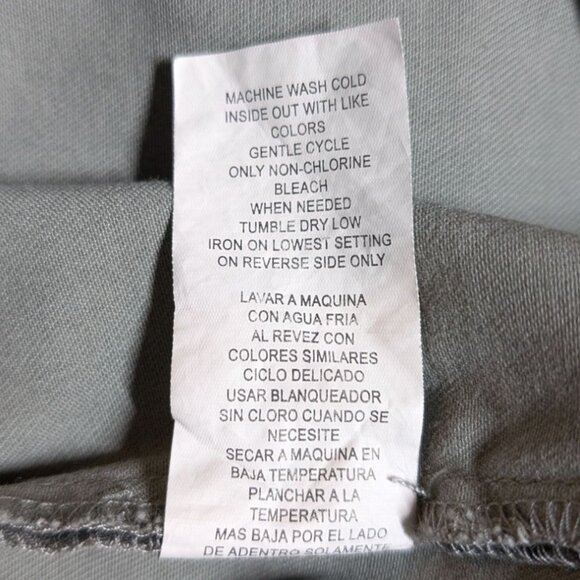 MACHINE WASH COLD
INSIDE OUT WITH LIKE
COLORS
GENTLE CYCLE
ONLY NON-CHLORINE
BLEACH
WHEN NEEDED
TUMBLE DRY LOW
IRON ON LOWEST SETTING
ON REVERSE SIDE ONLY
LAVAR A MAQUINA
CON AGUA FRIA
AL REVEZ CON
COLORES SIMILARES
CICLO DELICADO
USAR BLANQUEADOR
SIN CLORO CUANDO SE
NECESITE
SECAR A MAQUINA EN
BAJA TEMPERATURA
PLANCHAR A LA
TEMPERATURA
MAS BAJA POR EL LADO
DE ADENTRO SOLAMENTE